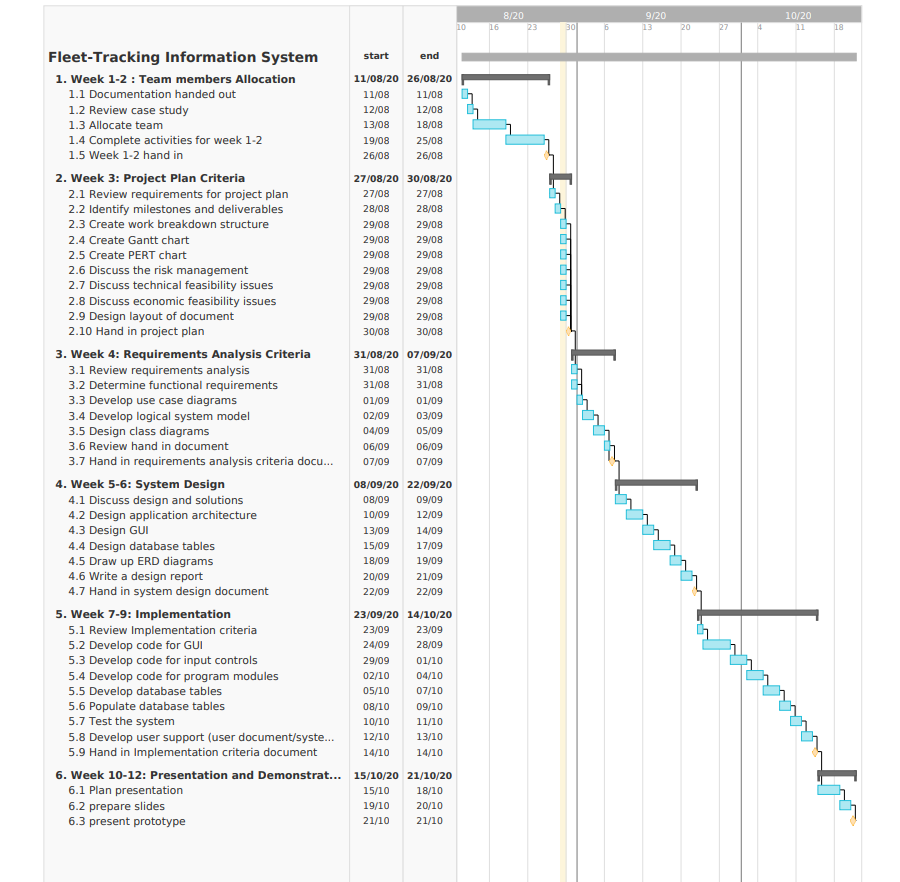 8/20 9/20 10/20
10 16 23 30 6 13 20 27 4 11 18
Fleet-Tracking Information System start end
1. Week 1-2 : Team members Allocation 11/08/20 26/08/20
1.1 Documentation handed out 11/08 11/08
1.2 Review case study 12/08 12/08
1.3 Allocate team 13/08 18/08
1.4 Complete activities for week 1-2 19/08 25/08
1.5 Week 1-2 hand in 26/08 26/08
2. Week 3: Project Plan Criteria 27/08/20 30/08/20
2.1 Review requirements for project plan 27/08 27/08
2.2 Identify milestones and deliverables 28/08 28/08
2.3 Create work breakdown structure 29/08 29/08
2.4 Create Gantt chart 29/08 29/08
2.5 Create PERT chart 29/08 29/08
2.6 Discuss the risk management 29/08 29/08
2.7 Discuss technical feasibility issues 29/08 29/08
2.8 Discuss economic feasibility issues 29/08 29/08
2.9 Design layout of document 29/08 29/08
2.10 Hand in project plan 30/08 30/08
3. Week 4: Requirements Analysis Criteria 31/08/20 07/09/20
3.1 Review requirements analysis 31/08 31/08
3.2 Determine functional requirements 31/08 31/08
3.3 Develop use case diagrams 01/09 01/09
3.4 Develop logical system model 02/09 03/09
3.5 Design class diagrams 04/09 05/09
3.6 Review hand in document 06/09 06/09
3.7 Hand in requirements analysis criteria docu... 07/09 07/09
4. Week 5-6: System Design 08/09/20 22/09/20
4.1 Discuss design and solutions 08/09 09/09
4.2 Design application architecture 10/09 12/09
4.3 Design GUI 13/09 14/09
4.4 Design database tables 15/09 17/09
4.5 Draw up ERD diagrams 18/09 19/09
4.6 Write a design report 20/09 21/09
4.7 Hand in system design document 22/09 22/09
5. Week 7-9: Implementation 23/09/20 14/10/20
5.1 Review Implementation criteria 23/09 23/09
5.2 Develop code for GUI 24/09 28/09
5.3 Develop code for input controls 29/09 01/10
5.4 Develop code for program modules 02/10 04/10
5.5 Develop database tables 05/10 07/10
5.6 Populate database tables 08/10 09/10
5.7 Test the system 10/10 11/10
5.8 Develop user support (user document/syste... 12/10 13/10
5.9 Hand in Implementation criteria document 14/10 14/10
6. Week 10-12: Presentation and Demonstrat... 15/10/20 21/10/20
6.1 Plan presentation 15/10 18/10
6.2 prepare slides 19/10 20/10
6.3 present prototype 21/10 21/10